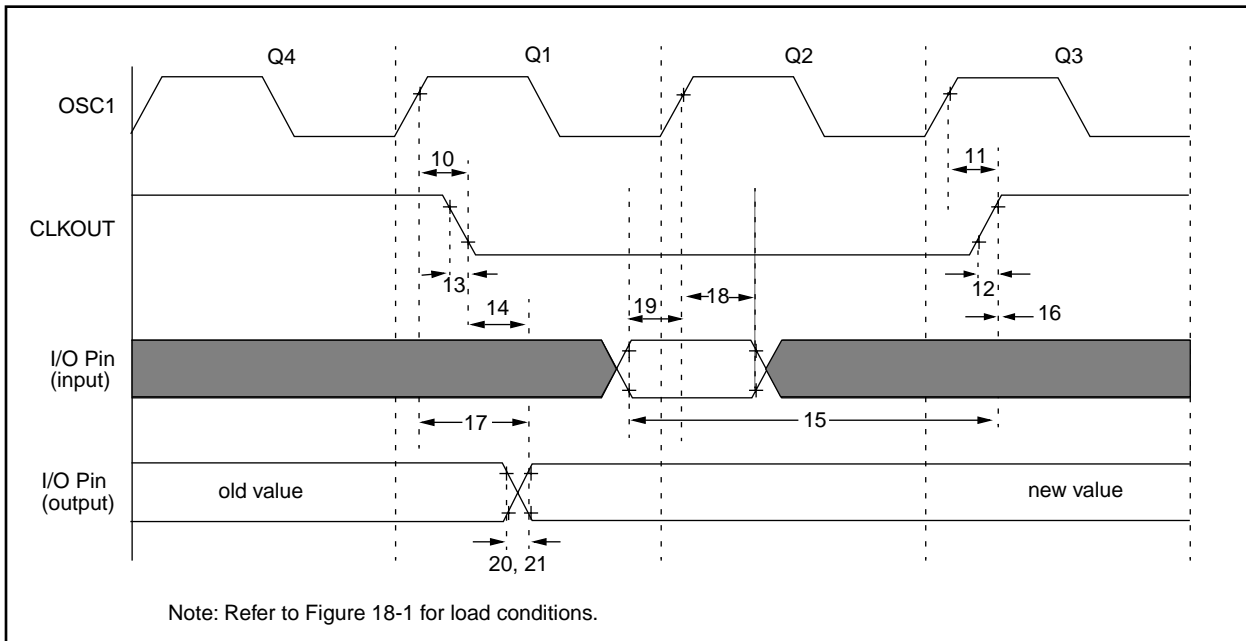 Q4
Q1
Q2
Q3
OSC1
10
11
CLKOUT
13
12
14
19
18
16
I/O Pin
(input)
17
15
I/O Pin
(output)
old value
new value
20, 21
Note: Refer to Figure 18-1 for load conditions.